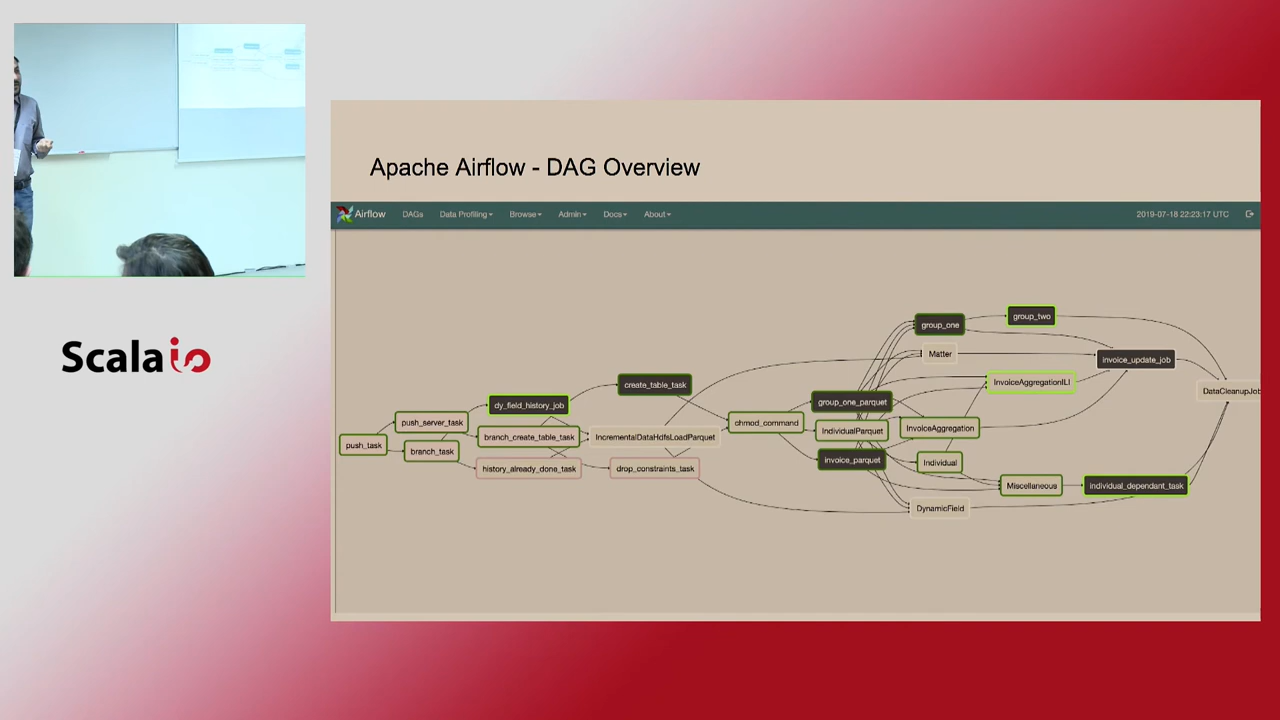 Apache Airflow - DAG Overview
Airflow DAGs Data Profiling Browse Admin Docs About 2019-07-18 22:23:17 UTC
group_two
group_one
Matter
invoice_update_job
InvoiceAggregationILI
create_table_task
DataCleanupJob
group_one_parquet
dy_field_history_job
push_server_task
chmod_command
InvoiceAggregation
IndividualParquet
branch_create_table_task
IncrementalDataHdfsLoadParquet
push_task
branch_task
invoice_parquet
Individual
history_already_done_task
drop_constraints_task
Miscellaneous
individual_dependant_task
DynamicField
Scala io